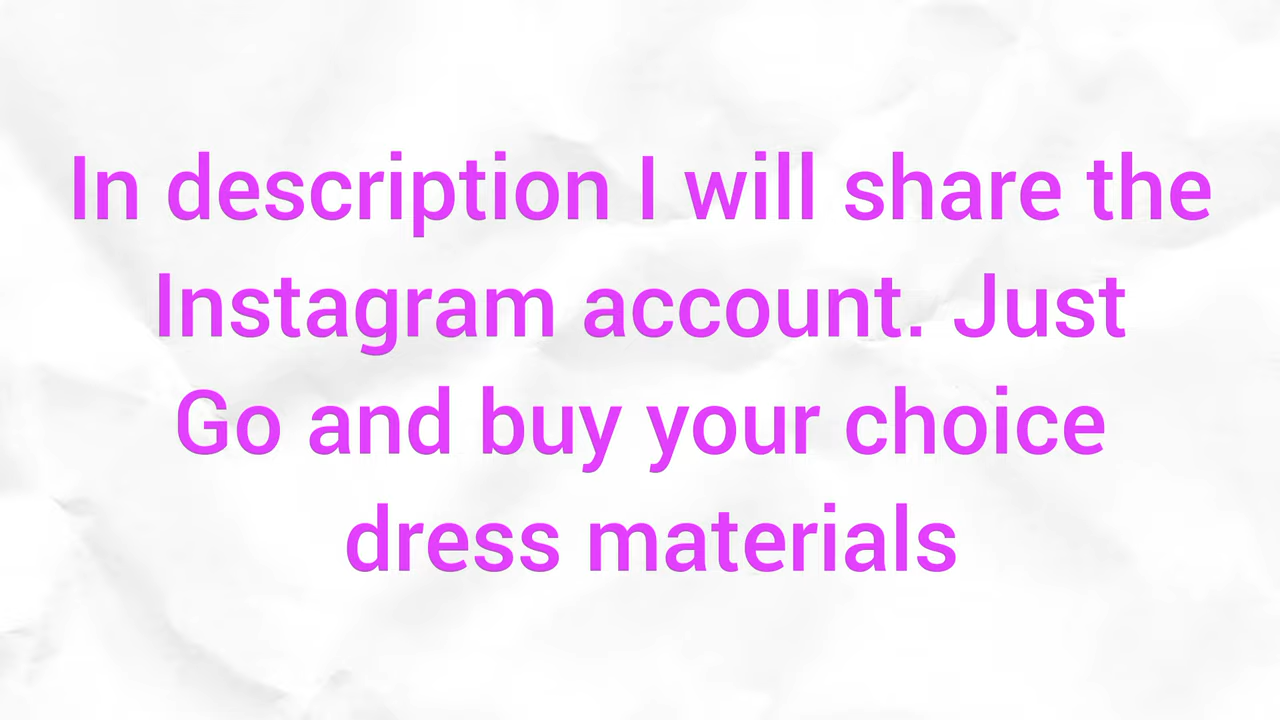 In description I will share the
Instagram account. Just
Go and buy your choice
dress materials